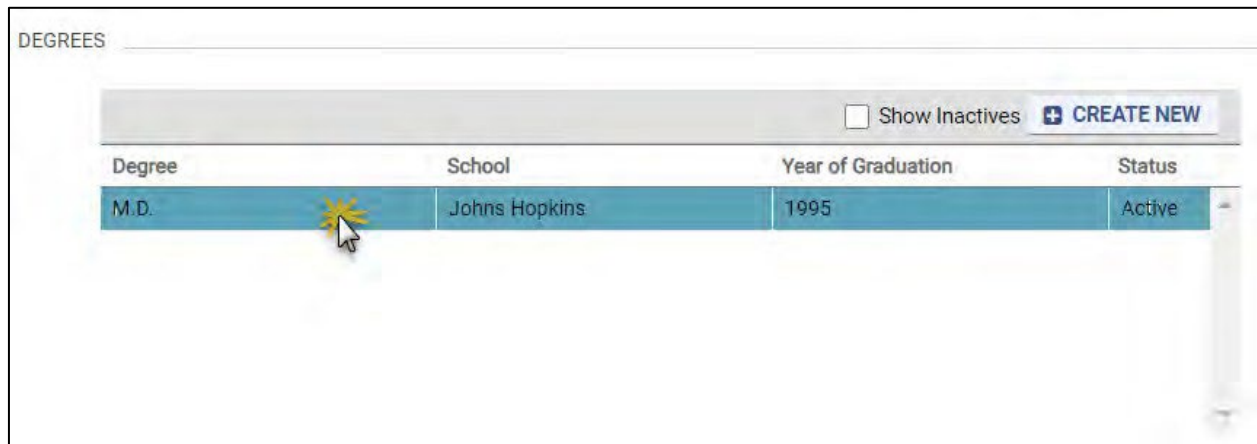 DEGREES
Show Inactives CREATE NEW
Degree School Year of Graduation Status
M.D. Johns Hopkins 1995 Active